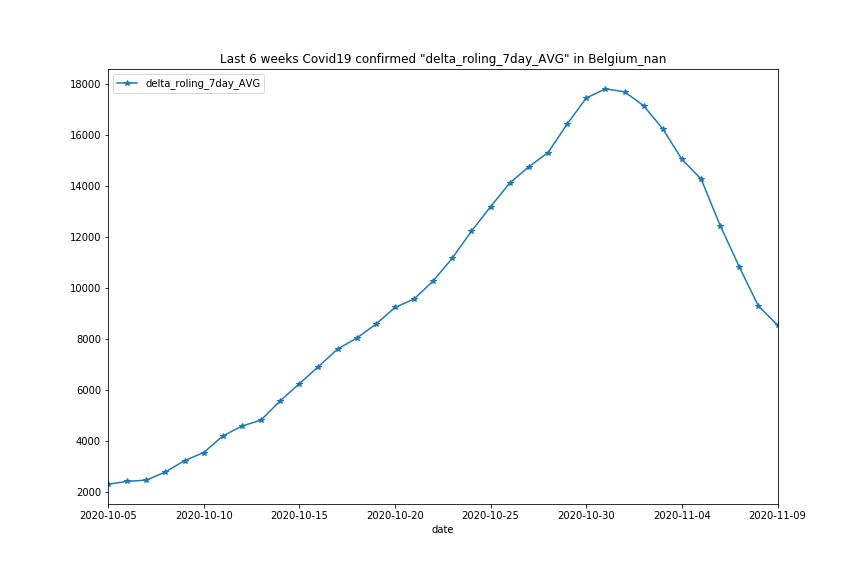 Last 6 weeks Covid19 confirmed "delta_roling_7day_AVG" in Belgium_nan
delta_roling_7day_AVG
18000
16000
14000
12000
10000
8000
6000
4000
2000
2020-10-05 2020-10-10 2020-10-15 2020-10-20 2020-10-25 2020-10-30 2020-11-04 2020-11-09
date